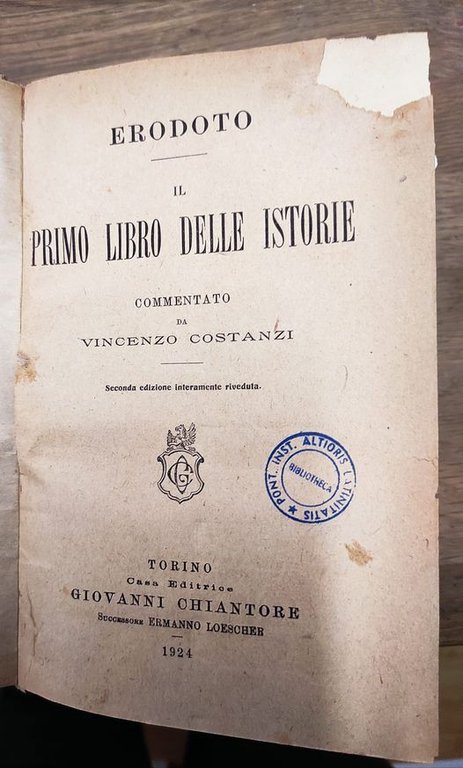 ERODOTO
IL
PRIMO LIBRO DELLE ISTORIE
COMMENTATO
DA
VINCENZO COSTANZI
Seconda edizione interamente riveduta.
PONT. INST. ALTIORIS LATINITATIS
BIBLIOTHECA
TORINO
Casa Editrice
GIOVANNI CHIANTORE
SUCCESSORE ERMANNO LOESCHER
1924